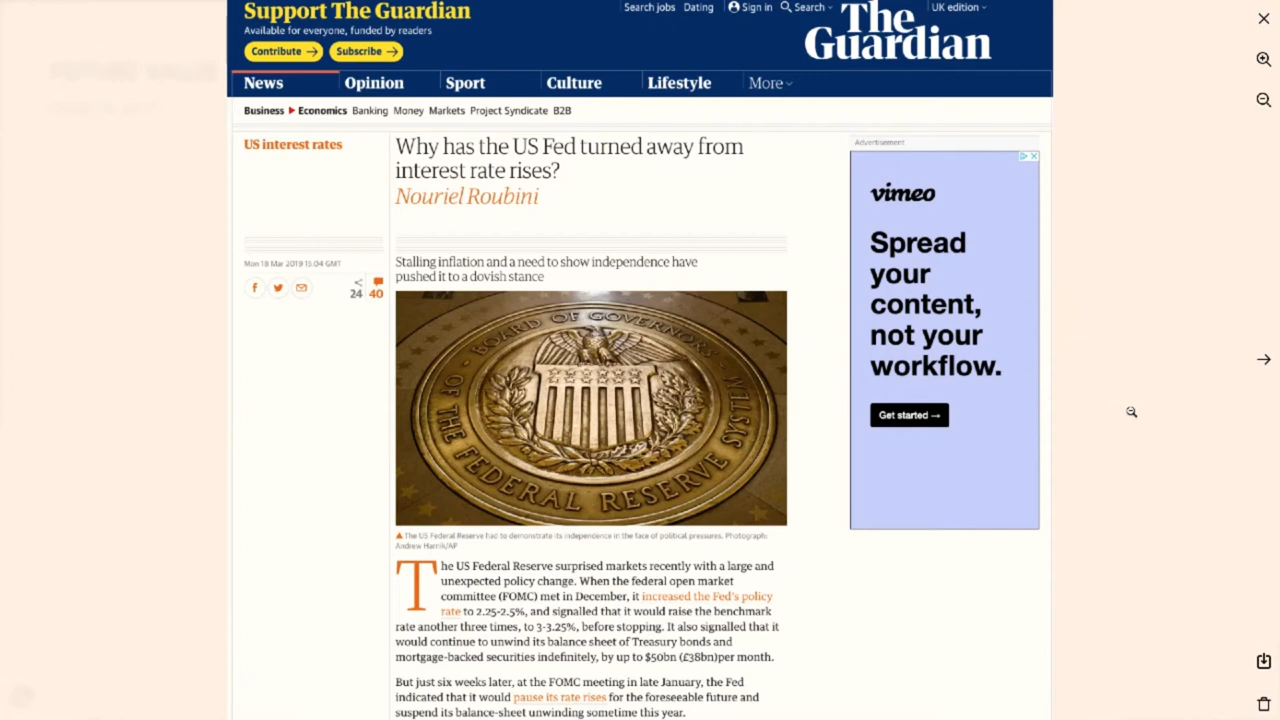 Support The Guardian
Available for everyone, funded by readers
Contribute →
Subscribe →
Search jobs
Dating
Sign in
Search
UK edition
The Guardian
News
Opinion
Sport
Culture
Lifestyle
More
Business
Economics
Banking
Money
Markets
Project Syndicate
B2B
US interest rates
Why has the US Fed turned away from
interest rate rises?
Nouriel Roubini
Mon 18 Mar 2019 15.04 GMT
24
40
Stalling inflation and a need to show independence have
pushed it to a dovish stance
BOARD OF GOVERNORS
OF THE FEDERAL RESERVE SYSTEM
The US Federal Reserve had to demonstrate its independence in the face of political pressures. Photograph:
Andrew Harnik/AP
The US Federal Reserve surprised markets recently with a large and
unexpected policy change. When the federal open market
committee (FOMC) met in December, it increased the Fed's policy
rate to 2.25-2.5%, and signalled that it would raise the benchmark
rate another three times, to 3-3.25%, before stopping. It also signalled that it
would continue to unwind its balance sheet of Treasury bonds and
mortgage-backed securities indefinitely, by up to $50bn (£38bn)per month.
But just six weeks later, at the FOMC meeting in late January, the Fed
indicated that it would pause its rate rises for the foreseeable future and
suspend its balance-sheet unwinding sometime this year.
Advertisement
vimeo
Spread
your
content,
not your
workflow.
Get started →